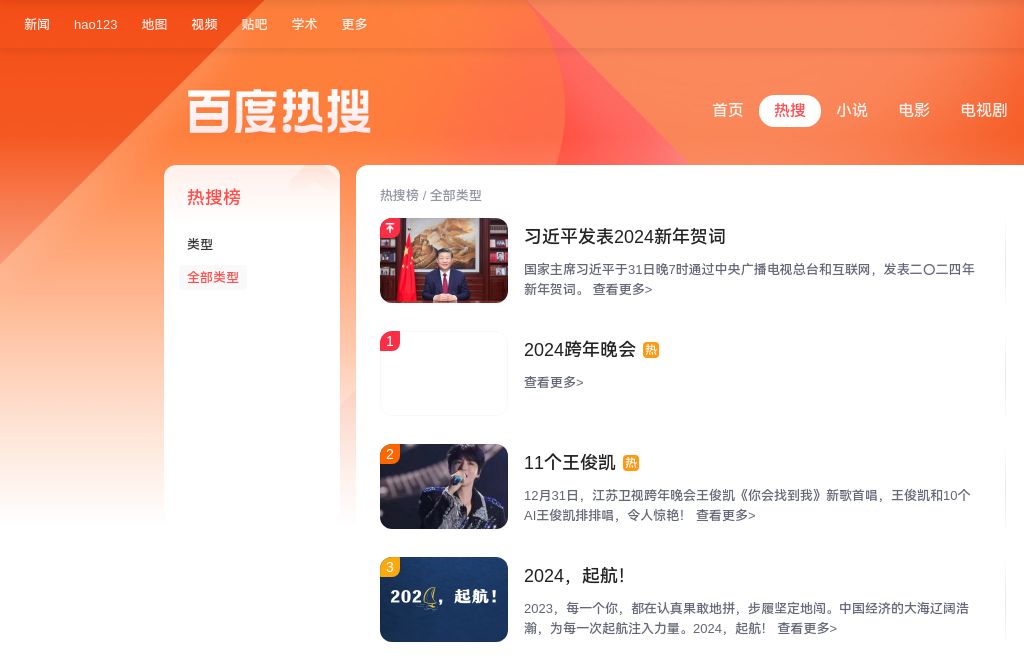 新闻 hao123 地图 视频 贴吧 学术 更多
百度热搜
首页 热搜 小说 电影 电视剧
热搜榜
类型
全部类型
热搜榜 / 全部类型
习近平发表2024新年贺词
国家主席习近平于31日晚7时通过中央广播电视总台和互联网，发表二〇二四年
新年贺词。 查看更多>
1
2024跨年晚会 热
查看更多>
2
11个王俊凯 热
12月31日，江苏卫视跨年晚会王俊凯《你会找到我》新歌首唱，王俊凯和10个
AI王俊凯排排唱，令人惊艳！ 查看更多>
3
2024，起航！
2024，起航！
2023，每一个你，都在认真果敢地拼，步履坚定地闯。中国经济的大海辽阔浩
瀚，为每一次起航注入力量。2024，起航！ 查看更多>